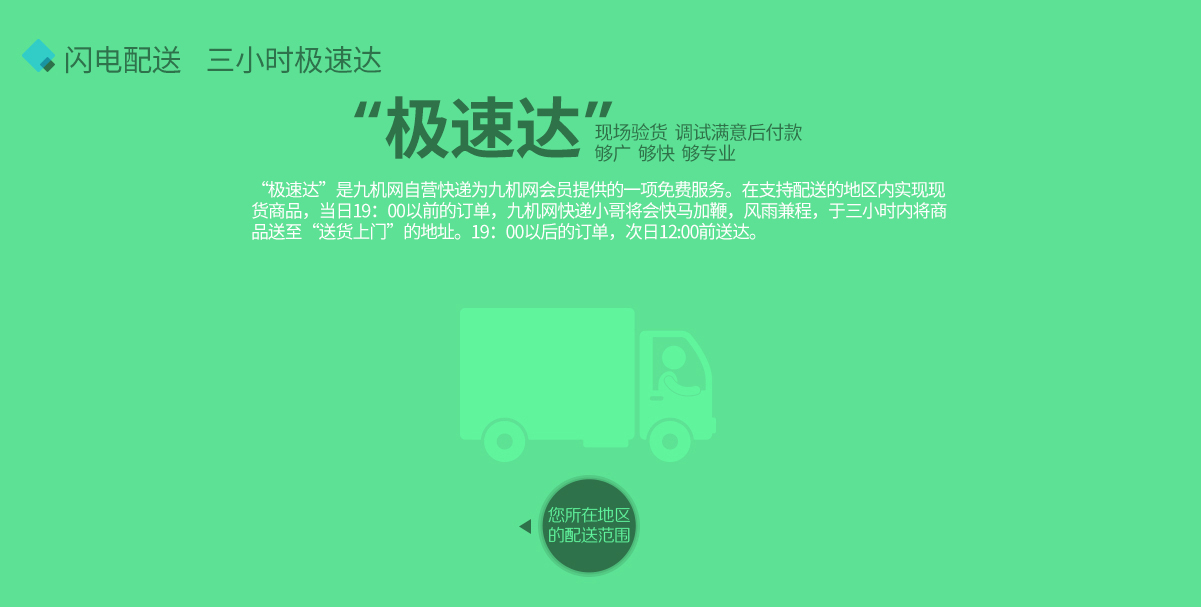 闪电配送 三小时极速达
“极速达”
现场验货 调试满意后付款
够广 够快 够专业
“极速达”是九机网自营快递为九机网会员提供的一项免费服务。在支持配送的地区内实现现
货商品，当日19：00以前的订单，九机网快递小哥将会快马加鞭，风雨兼程，于三小时内将商
品送至“送货上门”的地址。19：00以后的订单，次日12:00前送达。
您所在地区
的配送范围